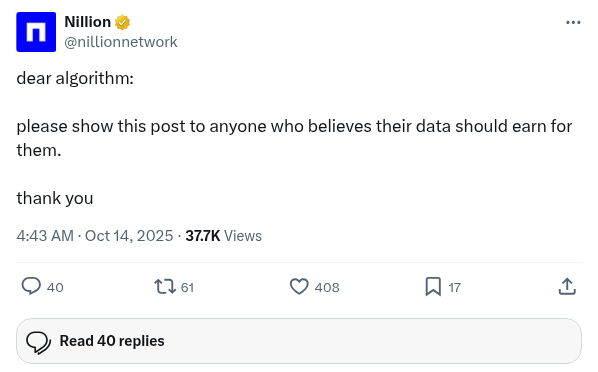 Nillion
@nillionnetwork
dear algorithm:
please show this post to anyone who believes their data should earn for
them.
thank you
4:43 AM · Oct 14, 2025 · 37.7K Views
40 61 408 17
Read 40 replies